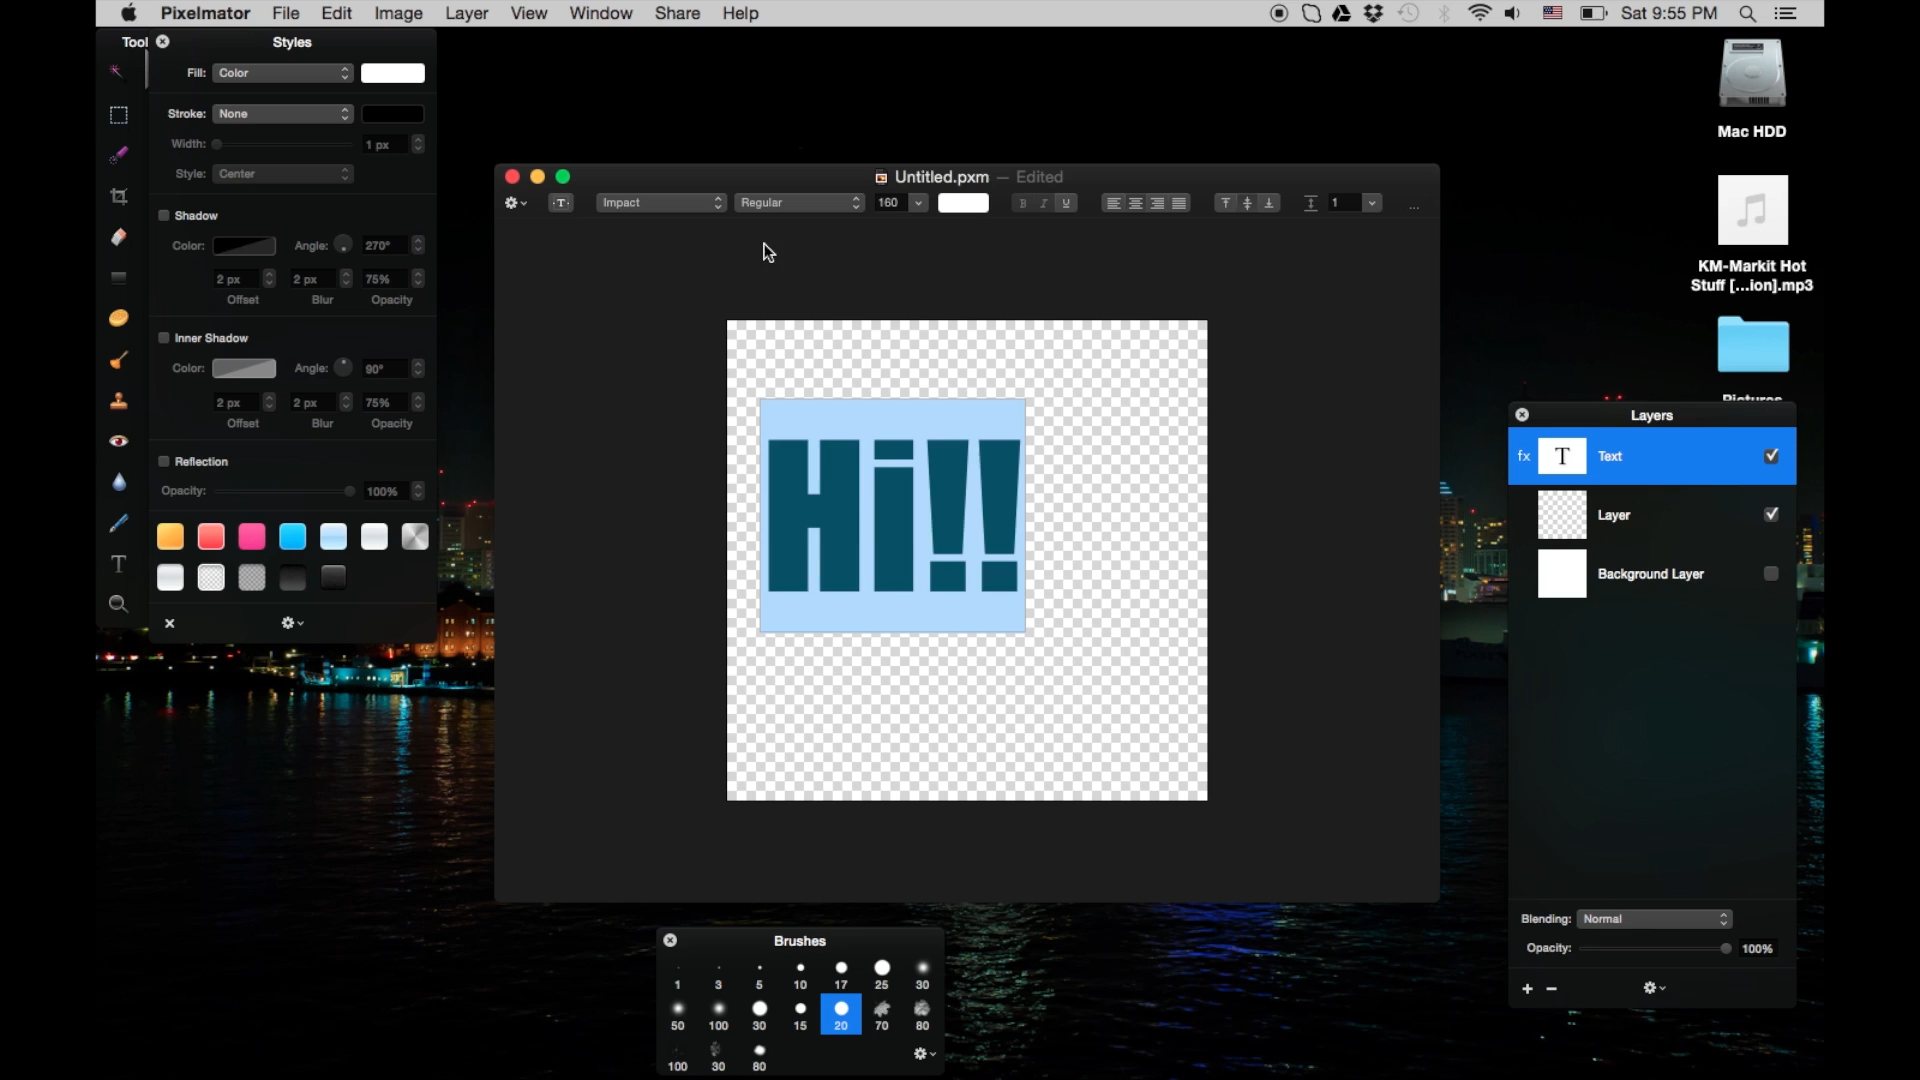 Pixelmator File Edit Image Layer View Window Share Help
Sat 9:55 PM
Tool
Styles
Fill: Color
Stroke: None
Width: 1 px
Style: Center
Shadow
Color: Angle: 270°
2 px 2 px 75%
Offset Blur Opacity
Inner Shadow
Color: Angle: 90°
2 px 2 px 75%
Offset Blur Opacity
Reflection
Opacity: 100%
T
Untitled.pxm — Edited
T Impact Regular 160 B I U 1 ...
Hi!!
Mac HDD
KM-Markit Hot
Stuff [...ion].mp3
Pictures
Layers
fx T Text
Layer
Background Layer
Blending: Normal
Opacity: 100%
Brushes
1 3 5 10 17 25 30
50 100 30 15 20 70 80
100 30 80